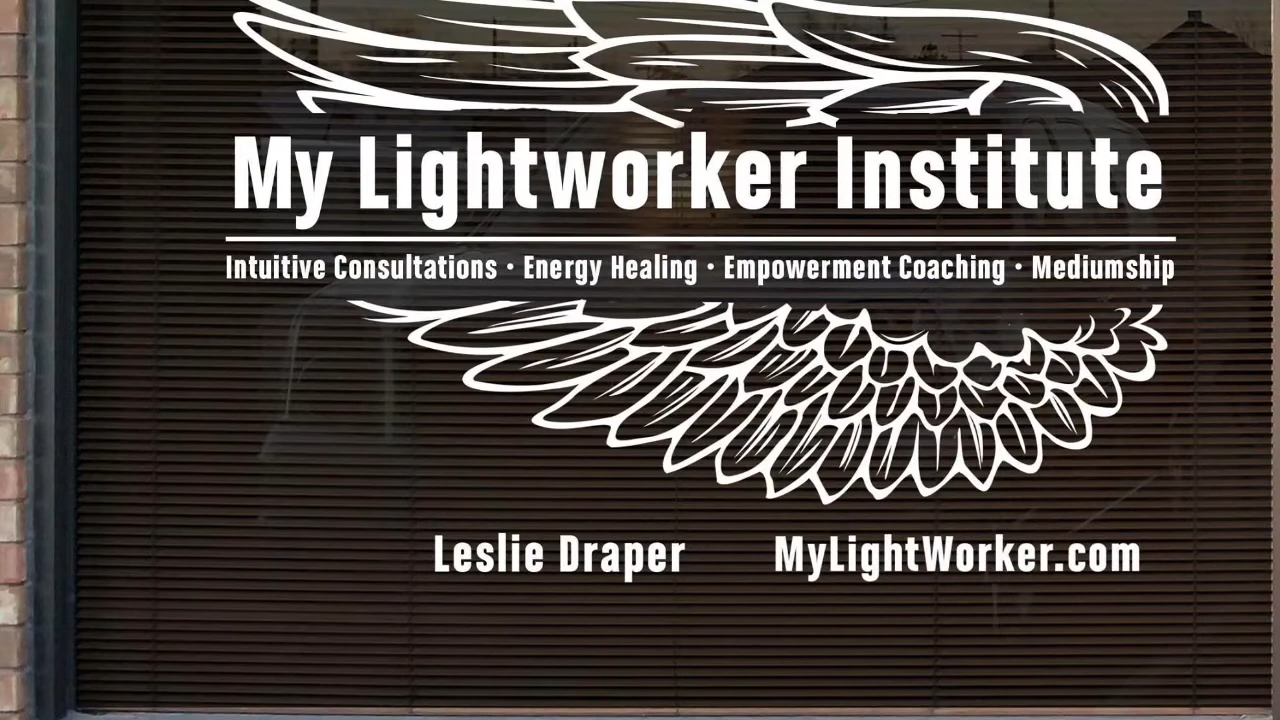 My Lightworker Institute
Intuitive Consultations • Energy Healing • Empowerment Coaching • Mediumship
Leslie Draper MyLightWorker.com